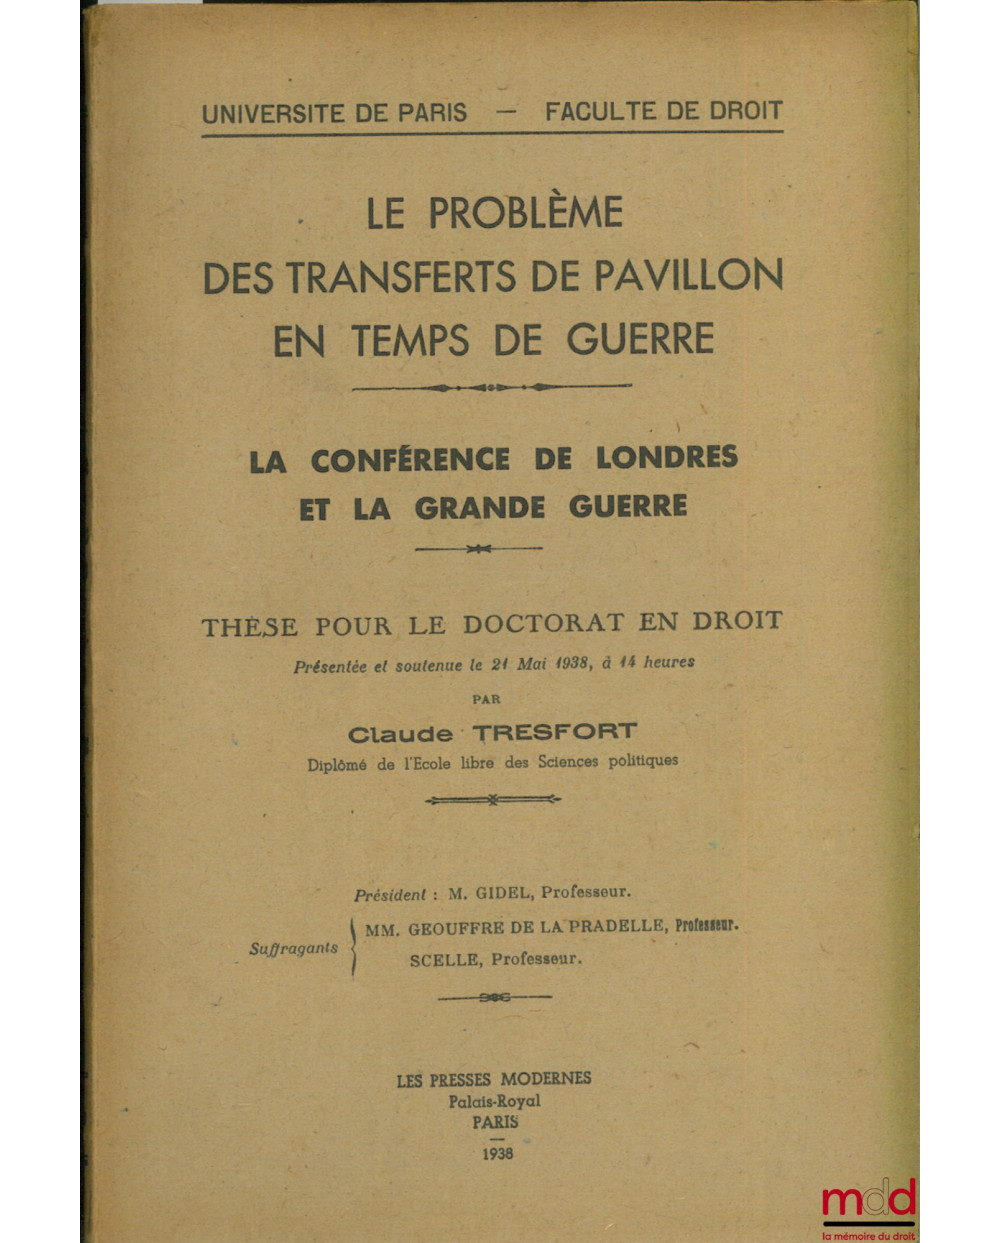 UNIVERSITE DE PARIS — FACULTE DE DROIT
LE PROBLÈME
DES TRANSFERTS DE PAVILLON
EN TEMPS DE GUERRE
LA CONFÉRENCE DE LONDRES
ET LA GRANDE GUERRE
THÈSE POUR LE DOCTORAT EN DROIT
Présentée et soutenue le 21 Mai 1938, à 14 heures
PAR
Claude TRESFORT
Diplômé de l'Ecole libre des Sciences politiques
Président : M. GIDEL, Professeur.
Suffragants
MM. GEOUFFRE DE LA PRADELLE, Professeur.
SCELLE, Professeur.
LES PRESSES MODERNES
Palais-Royal
PARIS
1938
mdd
la mémoire du droit